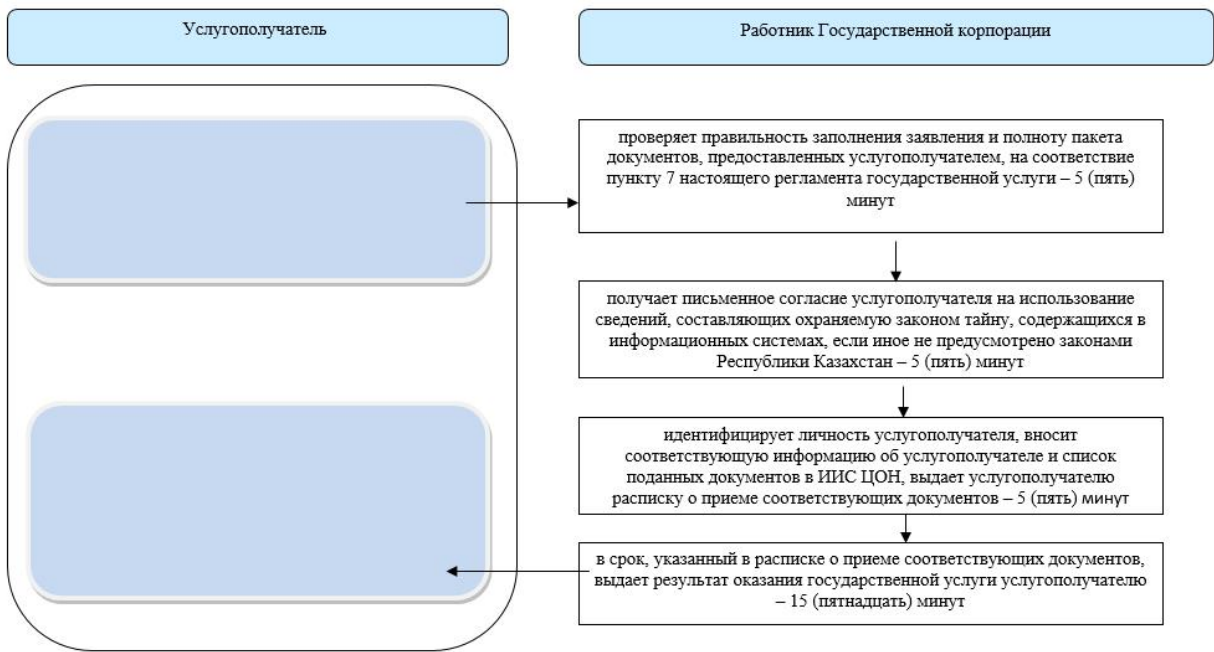 Услугополучатель
Работник Государственной корпорации
проверяет правильность заполнения заявления и полноту пакета
документов, предоставленных услугополучателем, на соответствие
пункту 7 настоящего регламента государственной услуги – 5 (пять)
минут
получает письменное согласие услугополучателя на использование
сведений, составляющих охраняемую законом тайну, содержащихся в
информационных системах, если иное не предусмотрено законами
Республики Казахстан – 5 (пять) минут
идентифицирует личность услугополучателя, вносит
соответствующую информацию об услугополучателе и список
поданных документов в ИИС ЦОН, выдает услугополучателю
расписку о приеме соответствующих документов – 5 (пять) минут
в срок, указанный в расписке о приеме соответствующих документов,
выдает результат оказания государственной услуги услугополучателю
– 15 (пятнадцать) минут